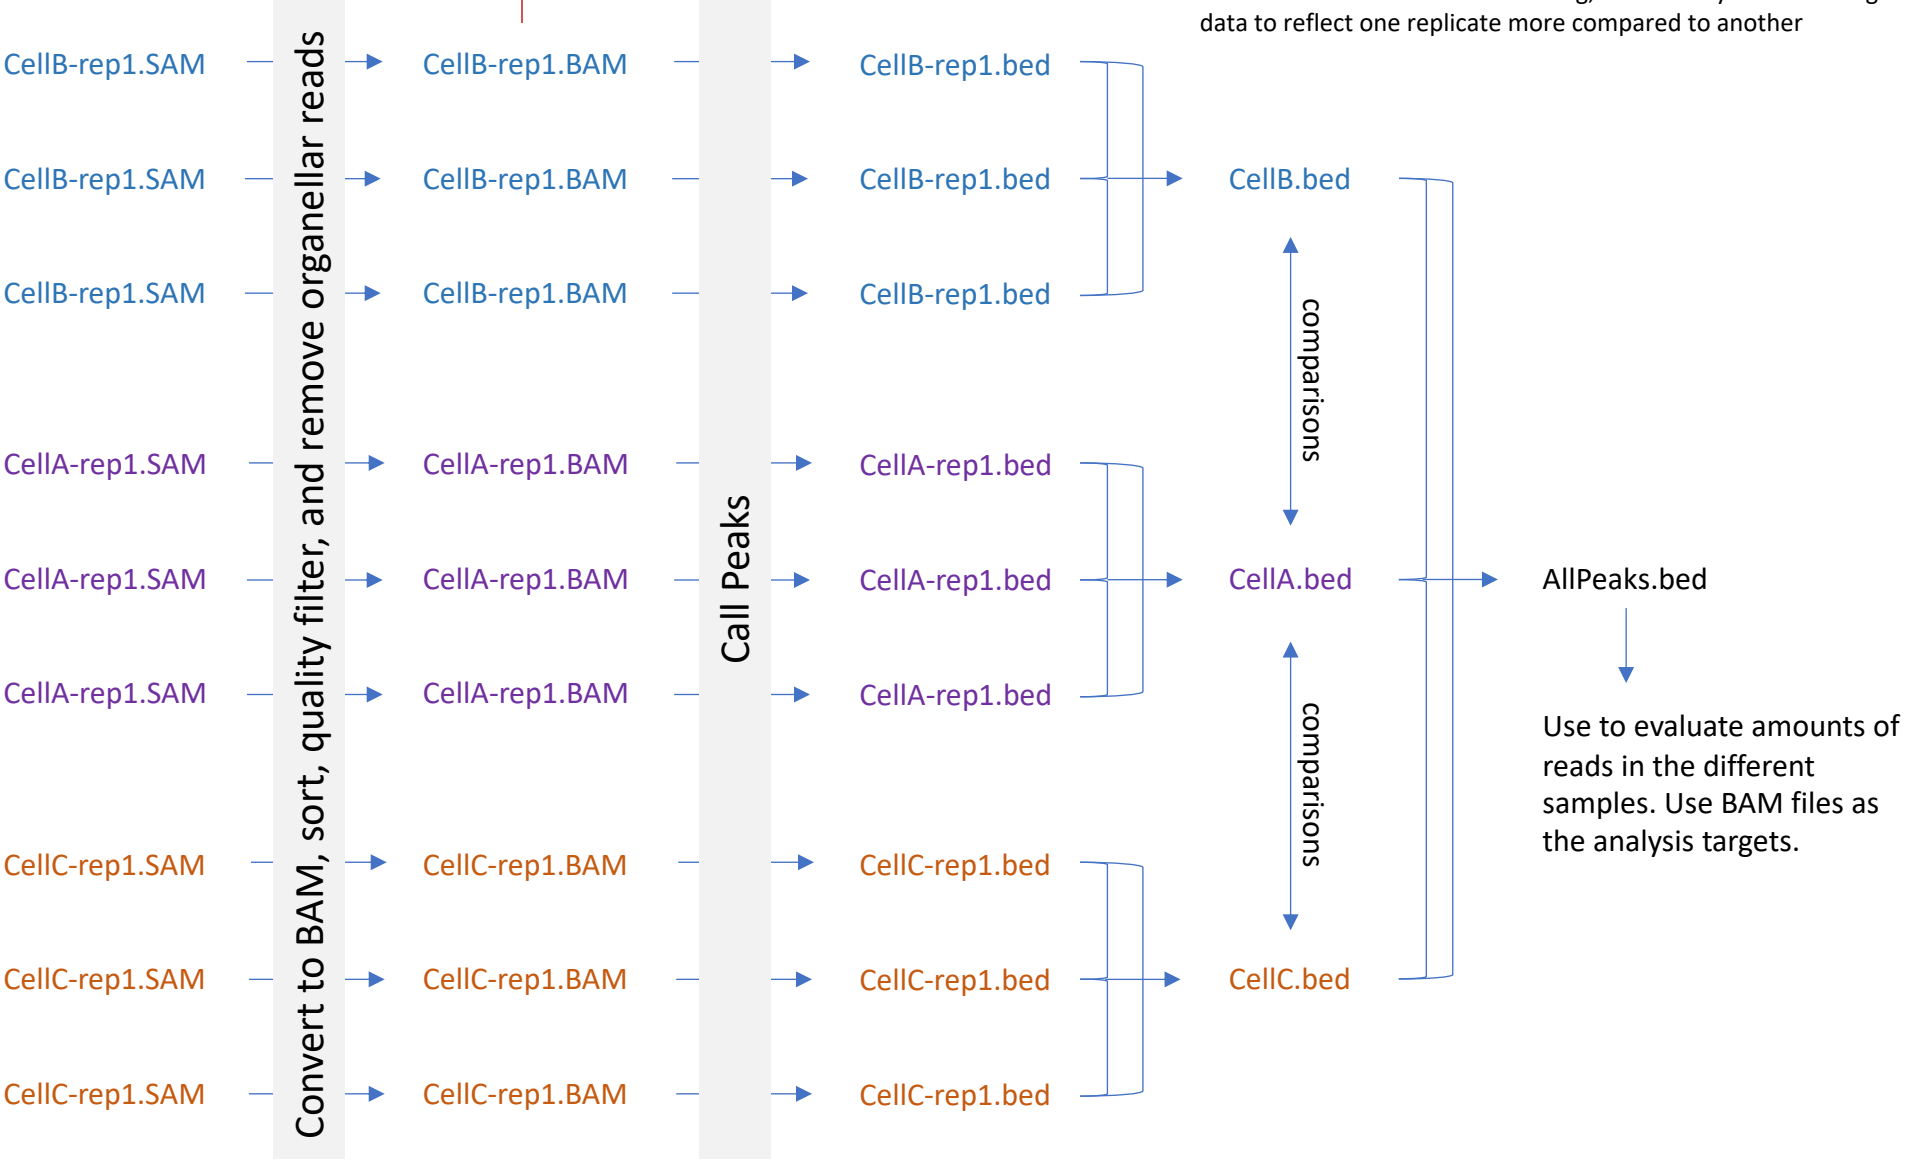 data to reflect one replicate more compared to another
CellB-rep1.SAM
CellB-rep1.BAM
CellB-rep1.bed
CellB-rep1.SAM
CellB-rep1.BAM
CellB-rep1.bed
CellB.bed
CellB-rep1.SAM
CellB-rep1.BAM
CellB-rep1.bed
Convert to BAM, sort, quality filter, and remove organellar reads
Call Peaks
comparisons
CellA-rep1.SAM
CellA-rep1.BAM
CellA-rep1.bed
CellA-rep1.SAM
CellA-rep1.BAM
CellA-rep1.bed
CellA.bed
AllPeaks.bed
CellA-rep1.SAM
CellA-rep1.BAM
CellA-rep1.bed
comparisons
Use to evaluate amounts of
reads in the different
samples. Use BAM files as
the analysis targets.
CellC-rep1.SAM
CellC-rep1.BAM
CellC-rep1.bed
CellC-rep1.SAM
CellC-rep1.BAM
CellC-rep1.bed
CellC.bed
CellC-rep1.SAM
CellC-rep1.BAM
CellC-rep1.bed